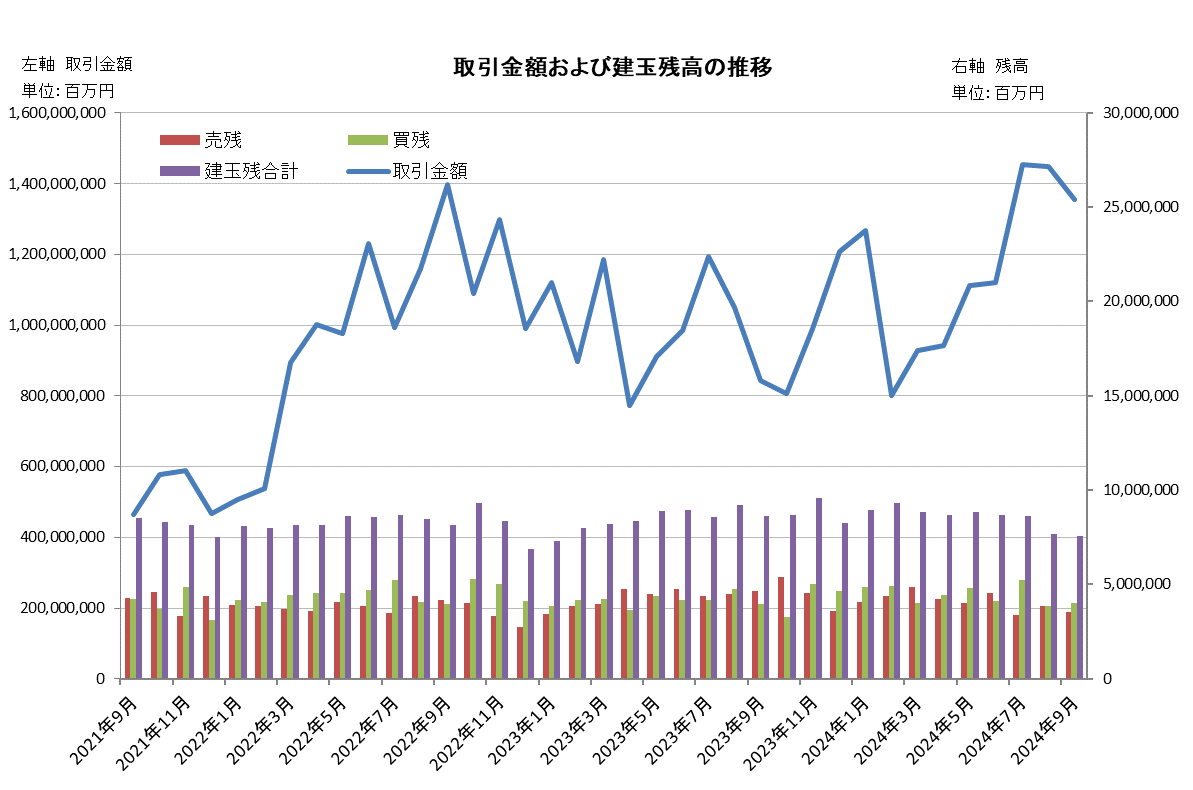 取引金額および建玉残高の推移
左軸 取引金額
単位：百万円
右軸 残高
単位：百万円
売残
買残
建玉残合計
取引金額
1,600,000,000
1,400,000,000
1,200,000,000
1,000,000,000
800,000,000
600,000,000
400,000,000
200,000,000
0
30,000,000
25,000,000
20,000,000
15,000,000
10,000,000
5,000,000
0
2021年9月
2021年11月
2022年1月
2022年3月
2022年5月
2022年7月
2022年9月
2022年11月
2023年1月
2023年3月
2023年5月
2023年7月
2023年9月
2023年11月
2024年1月
2024年3月
2024年5月
2024年7月
2024年9月